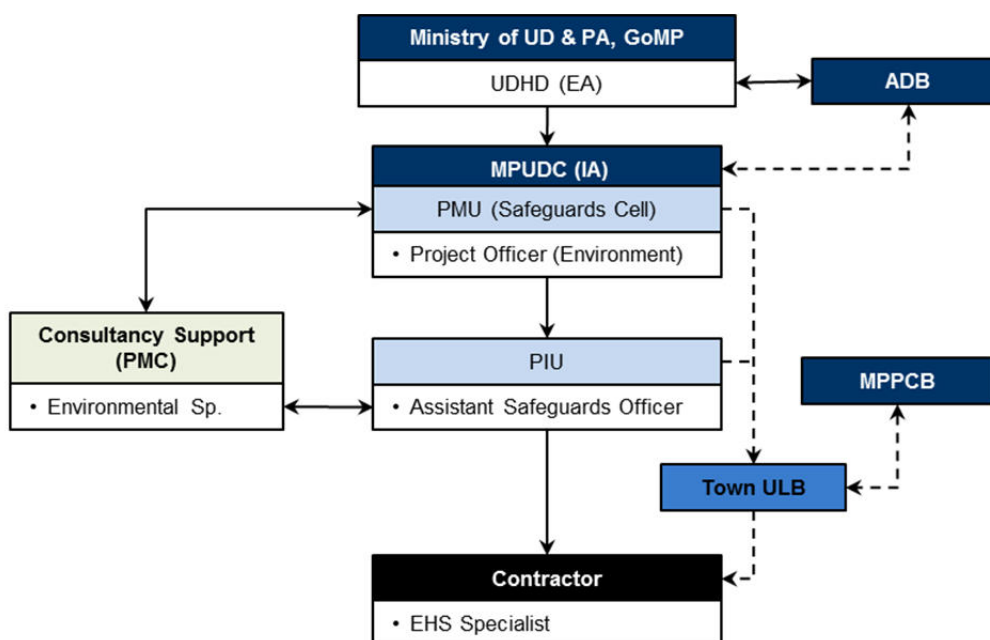 Ministry of UD & PA, GoMP
UDHD (EA)
ADB
MPUDC (IA)
PMU (Safeguards Cell)
• Project Officer (Environment)
Consultancy Support
(PMC)
• Environmental Sp.
PIU
• Assistant Safeguards Officer
MPPCB
Town ULB
Contractor
• EHS Specialist